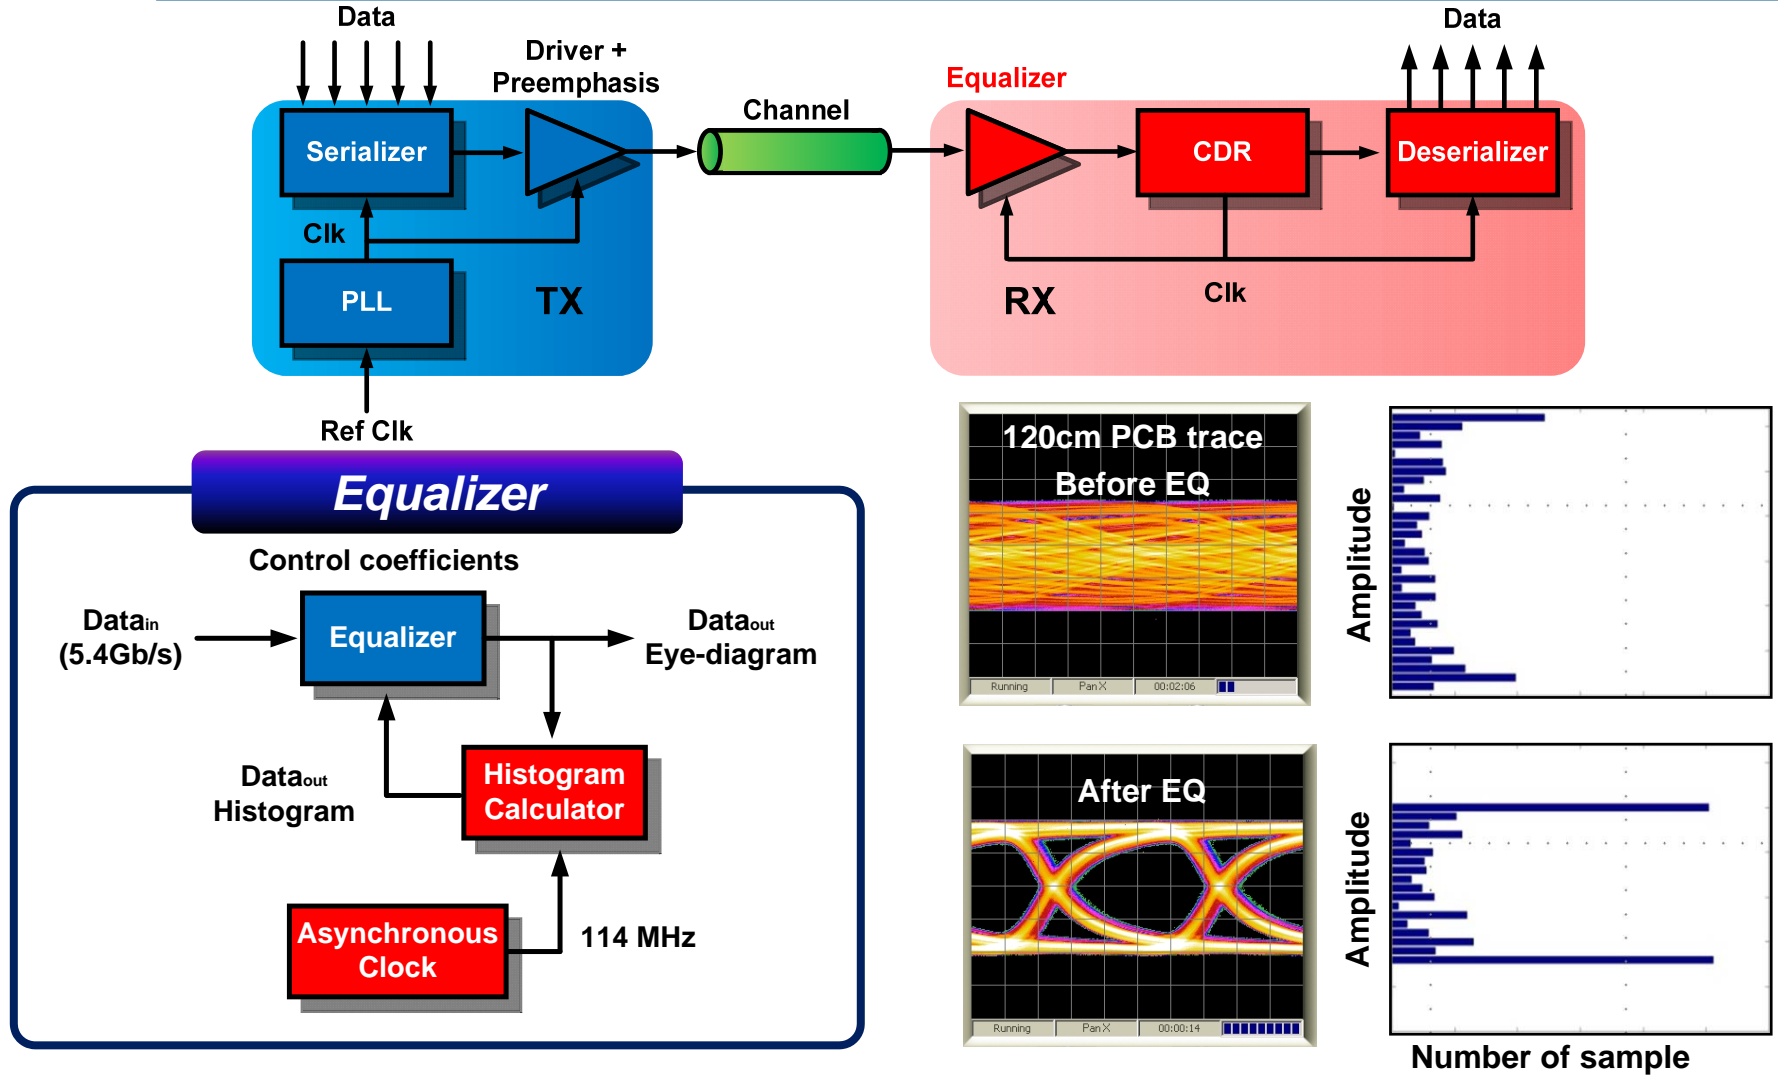 Data
Driver +
Preemphasis
Serializer
Clk
PLL
TX
Ref Clk
Channel
Equalizer
CDR
Deserializer
Data
RX
Clk
Equalizer
Control coefficients
Datain
(5.4Gb/s)
Equalizer
Dataout
Eye-diagram
Dataout
Histogram
Histogram
Calculator
Asynchronous
Clock
114 MHz
120cm PCB trace
Before EQ
Running
Pan X
00:02:06
Amplitude
After EQ
Running
Pan X
00:00:14
Amplitude
Number of sample